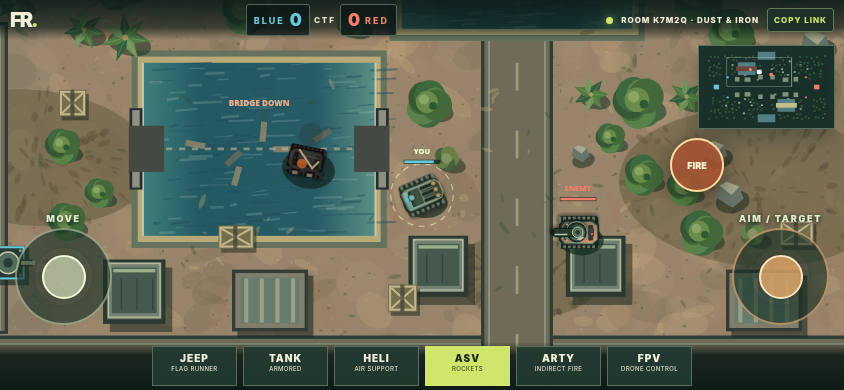 FR.
BLUE 0 CTF 0 RED
ROOM K7M2Q · DUST & IRON
COPY LINK
BRIDGE DOWN
YOU
FIRE
ENEMY
MOVE
AIM / TARGET
JEEP
FLAG RUNNER
TANK
ARMORED
HELI
AIR SUPPORT
ASV
ROCKETS
ARTY
INDIRECT FIRE
FPV
DRONE CONTROL